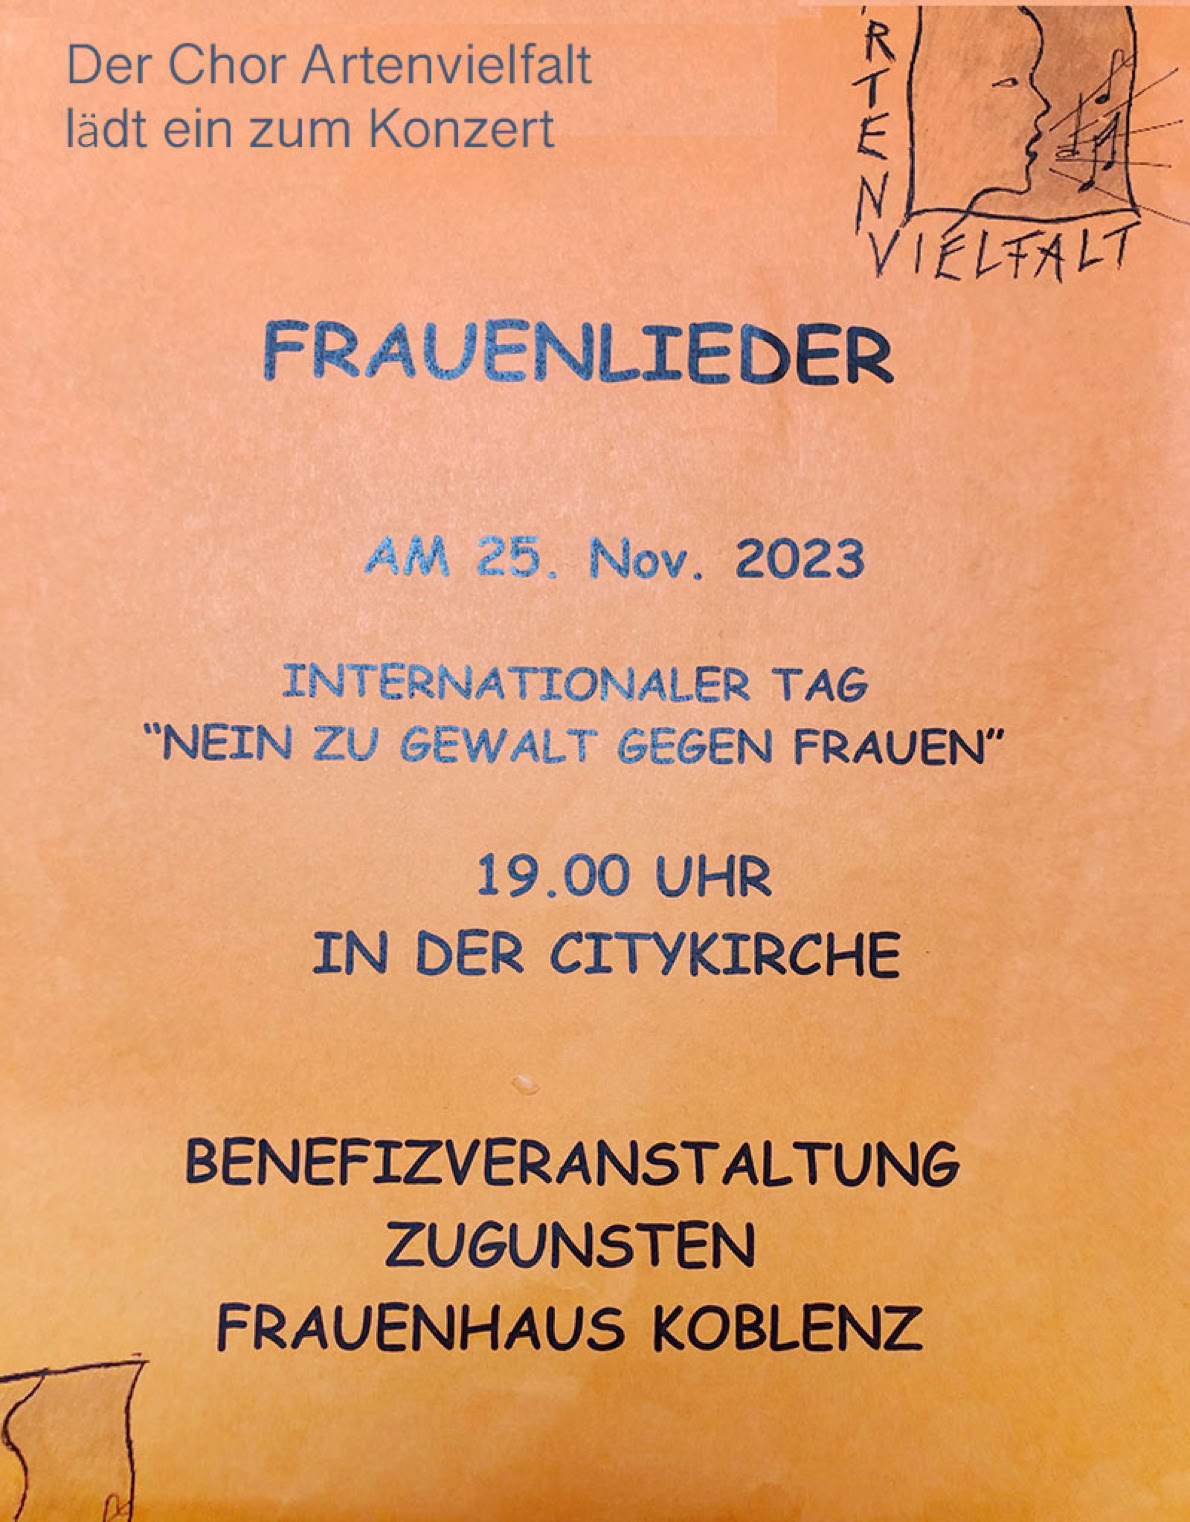 Der Chor Artenvielfalt
lädt ein zum Konzert
RTEN
VIELFALT
FRAUENLIEDER
AM 25. Nov. 2023
INTERNATIONALER TAG
“NEIN ZU GEWALT GEGEN FRAUEN”
19.00 UHR
IN DER CITYKIRCHE
BENEFIZVERANSTALTUNG
ZUGUNSTEN
FRAUENHAUS KOBLENZ